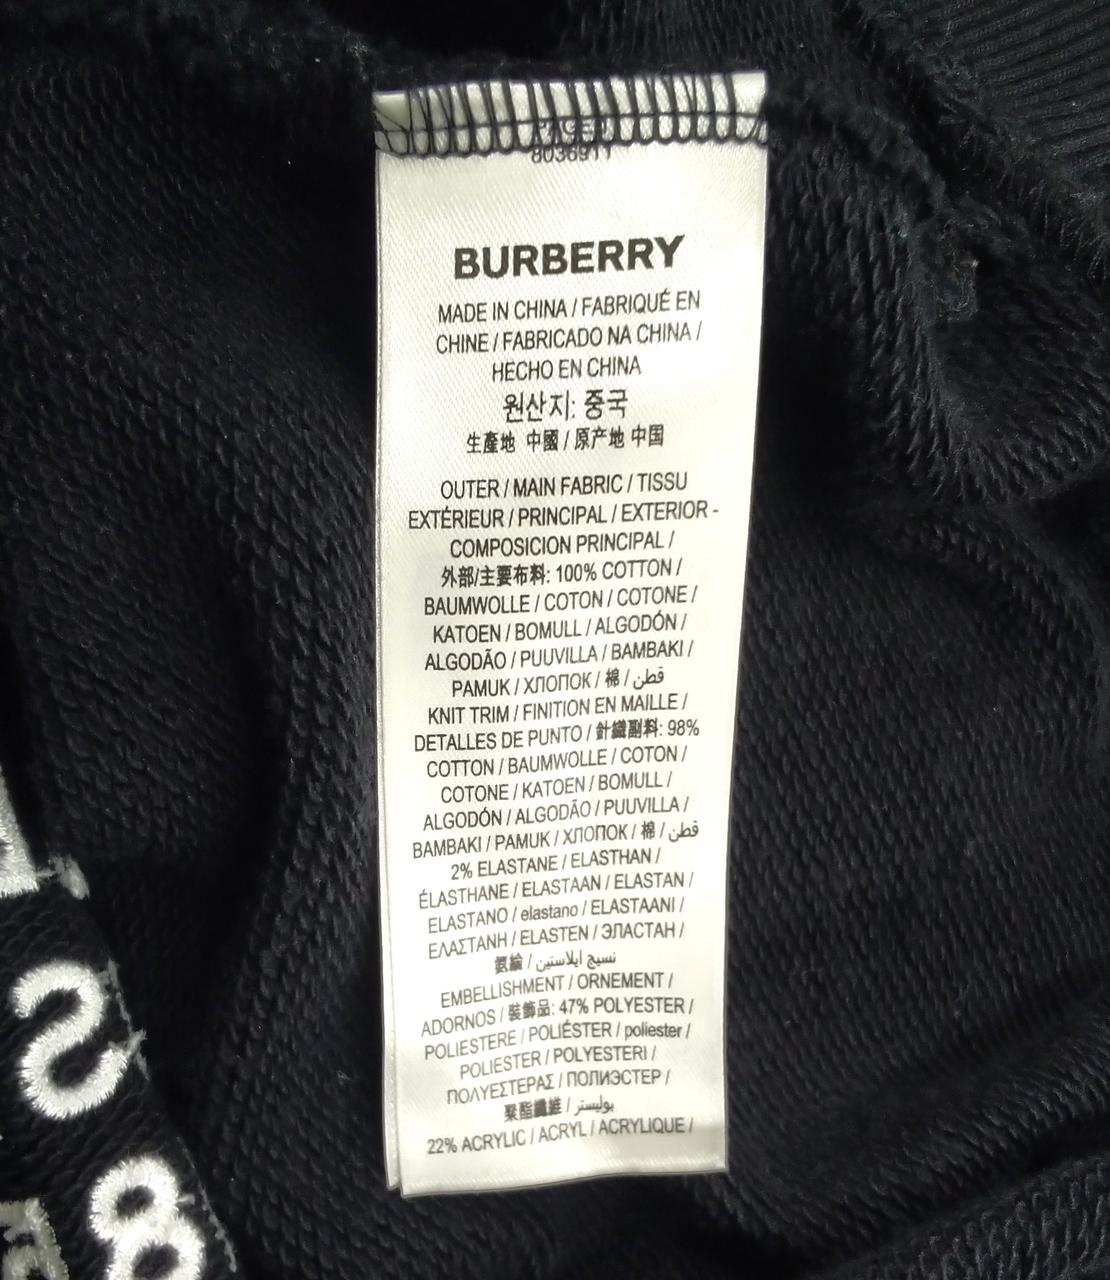 8036911
BURBERRY
MADE IN CHINA / FABRIQUÉ EN
CHINE / FABRICADO NA CHINA /
HECHO EN CHINA
원산지: 중국
生產地 中國 / 原产地 中国
OUTER / MAIN FABRIC / TISSU
EXTÉRIEUR / PRINCIPAL / EXTERIOR -
COMPOSICION PRINCIPAL /
外部/主要布料: 100% COTTON /
BAUMWOLLE / COTON / COTONE /
KATOEN / BOMULL / ALGODÓN /
ALGODÃO / PUUVILLA / BAMBAKI /
PAMUK / ХЛОПОК / 棉 / قطن
KNIT TRIM / FINITION EN MAILLE /
DETALLES DE PUNTO / 針織副料: 98%
COTTON / BAUMWOLLE / COTON /
COTONE / KATOEN / BOMULL /
ALGODÓN / ALGODÃO / PUUVILLA /
BAMBAKI / PAMUK / ХЛОПОК / 棉 / قطن
2% ELASTANE / ELASTHAN /
ÉLASTHANE / ELASTAAN / ELASTAN /
ELASTANO / elastano / ELASTAANI /
ΕΛΑΣΤΑΝΗ / ELASTEN / ЭЛАСТАН /
氨綸 / نسيج ايلاستين
EMBELLISHMENT / ORNEMENT /
ADORNOS / 裝飾品: 47% POLYESTER /
POLIESTERE / POLIÉSTER / poliester /
POLIESTER / POLYESTERI /
ΠΟΛΥΕΣΤΕΡΑΣ / ПОЛИЭСТЕР /
聚酯纖維 / بوليستر
22% ACRYLIC / ACRYL / ACRYLIQUE /
S
8